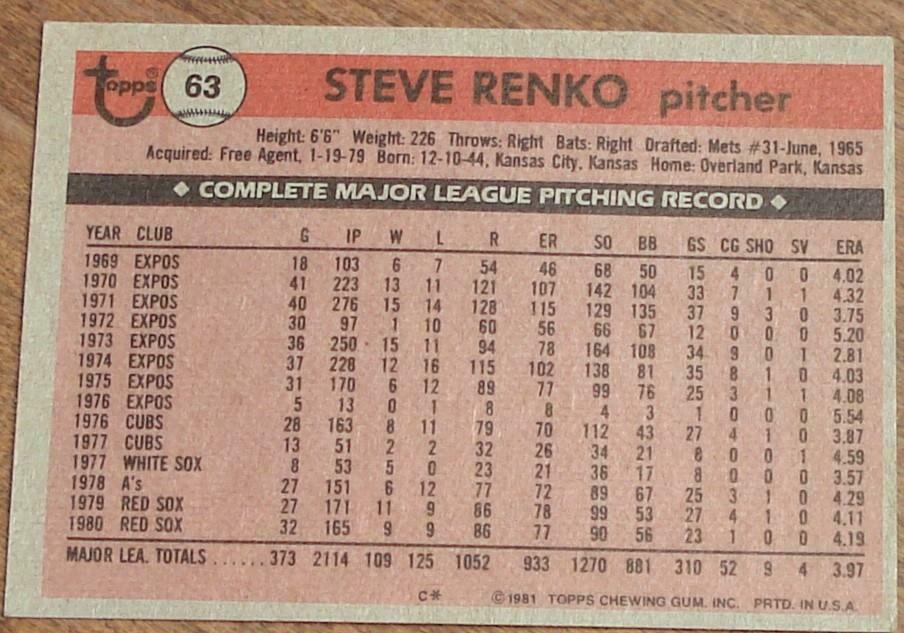 topps® 63 STEVE RENKO pitcher
Height: 6'6" Weight: 226 Throws: Right Bats: Right Drafted: Mets #31-June, 1965
Acquired: Free Agent, 1-19-79 Born: 12-10-44, Kansas City, Kansas Home: Overland Park, Kansas
◆ COMPLETE MAJOR LEAGUE PITCHING RECORD ◆
YEAR CLUB G IP W L R ER SO BB GS CG SHO SV ERA
1969 EXPOS 18 103 6 7 54 46 68 50 15 4 0 0 4.02
1970 EXPOS 41 223 13 11 121 107 142 104 33 7 1 1 4.32
1971 EXPOS 40 276 15 14 128 115 129 135 37 9 3 0 3.75
1972 EXPOS 30 97 1 10 60 56 66 67 12 0 0 0 5.20
1973 EXPOS 36 250 15 11 94 78 164 108 34 9 0 1 2.81
1974 EXPOS 37 228 12 16 115 102 138 81 35 8 1 0 4.03
1975 EXPOS 31 170 6 12 89 77 99 76 25 3 1 1 4.08
1976 EXPOS 5 13 0 1 8 8 4 3 1 0 0 0 5.54
1976 CUBS 28 163 8 11 79 70 112 43 27 4 1 0 3.87
1977 CUBS 13 51 2 2 32 26 34 21 8 0 0 1 4.59
1977 WHITE SOX 8 53 5 0 23 21 36 17 8 0 0 0 3.57
1978 A's 27 151 6 12 77 72 89 67 25 3 1 0 4.29
1979 RED SOX 27 171 11 9 86 78 99 53 27 4 1 0 4.11
1980 RED SOX 32 165 9 9 86 77 90 56 23 1 0 0 4.19
MAJOR LEA. TOTALS ...... 373 2114 109 125 1052 933 1270 881 310 52 9 4 3.97
C* ©1981 TOPPS CHEWING GUM. INC. PRTD. IN U.S.A.